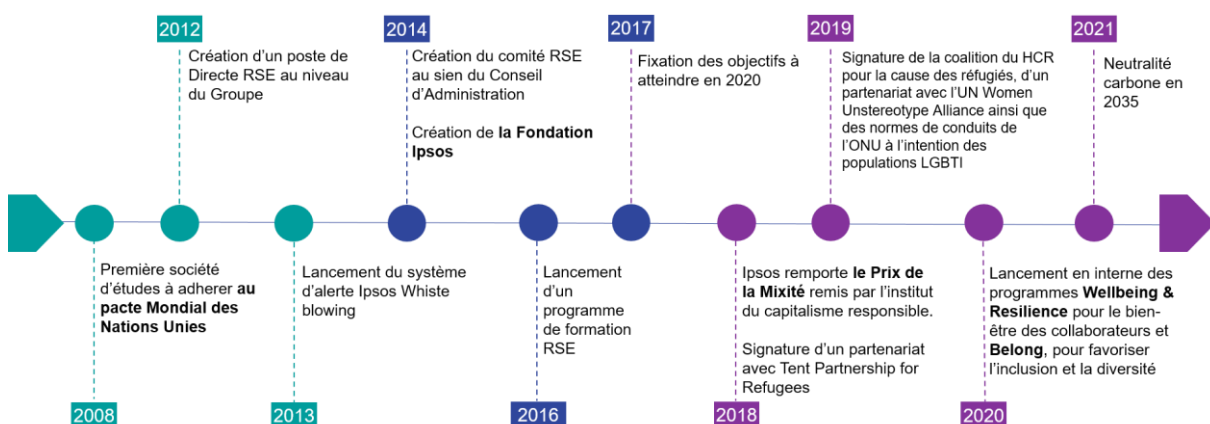 2012
Création d'un poste de
Directe RSE au niveau
du Groupe
2014
Création du comité RSE
au sien du Conseil
d'Administration
Création de la Fondation
Ipsos
2017
Fixation des objectifs à
atteindre en 2020
2019
Signature de la coalition du HCR
pour la cause des réfugiés, d'un
partenariat avec l'UN Women
Unstereotype Alliance ainsi que
des normes de conduits de
l'ONU à l'intention des
populations LGBTI
2021
Neutralité
carbone en
2035
Première société
d'études à adherer au
pacte Mondial des
Nations Unies
2008
Lancement du système
d'alerte Ipsos Whiste
blowing
2013
Lancement
d'un
programme
de formation
RSE
2016
Ipsos remporte le Prix de
la Mixité remis par l'institut
du capitalisme responsible.
Signature d'un partenariat
avec Tent Partnership for
Refugees
2018
Lancement en interne des
programmes Wellbeing &
Resilience pour le bien-
être des collaborateurs et
Belong, pour favoriser
l'inclusion et la diversité
2020